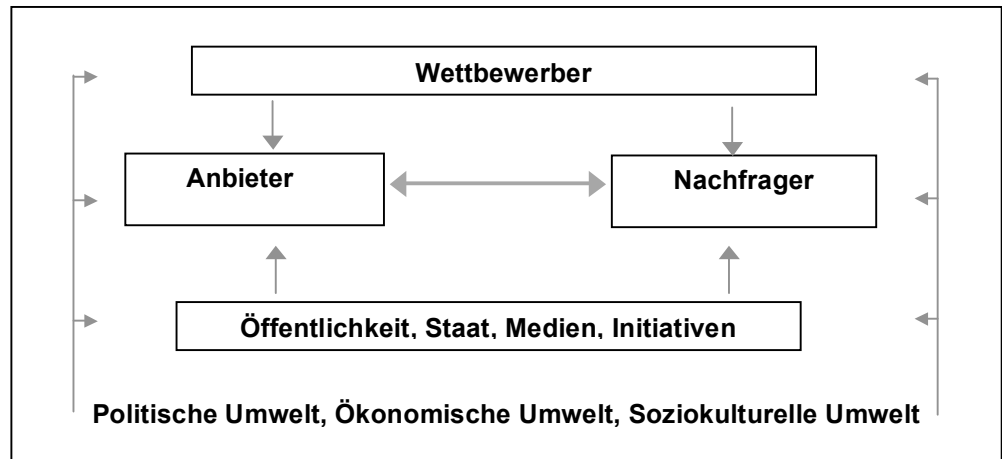 Wettbewerber
Anbieter
Nachfrager
Öffentlichkeit, Staat, Medien, Initiativen
Politische Umwelt, Ökonomische Umwelt, Soziokulturelle Umwelt